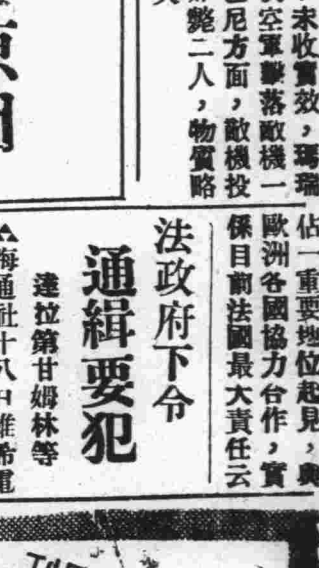 未收實效，瑪瑞
空軍擊落敵機一
尼方面，敵機投
斃二人，物質略
佔一重要地位起見，與
歐洲各國協力合作，實
係目前法國最大責任云
法政府下令
通緝要犯
達拉第甘姆林等
▲海通社十八日維希電